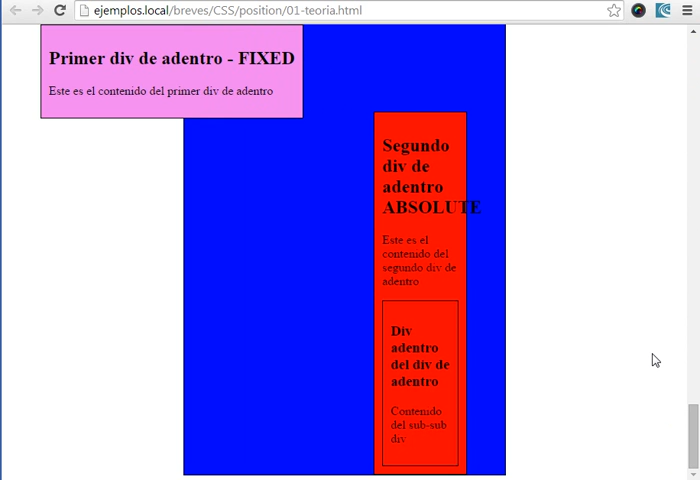 ejemplos.local/breves/CSS/position/01-teoria.html
Primer div de adentro - FIXED
Este es el contenido del primer div de adentro
Segundo
div de
adentro
ABSOLUTE
Este es el
contenido del
segundo div de
adentro
Div
adentro
del div de
adentro
Contenido
del sub-sub
div